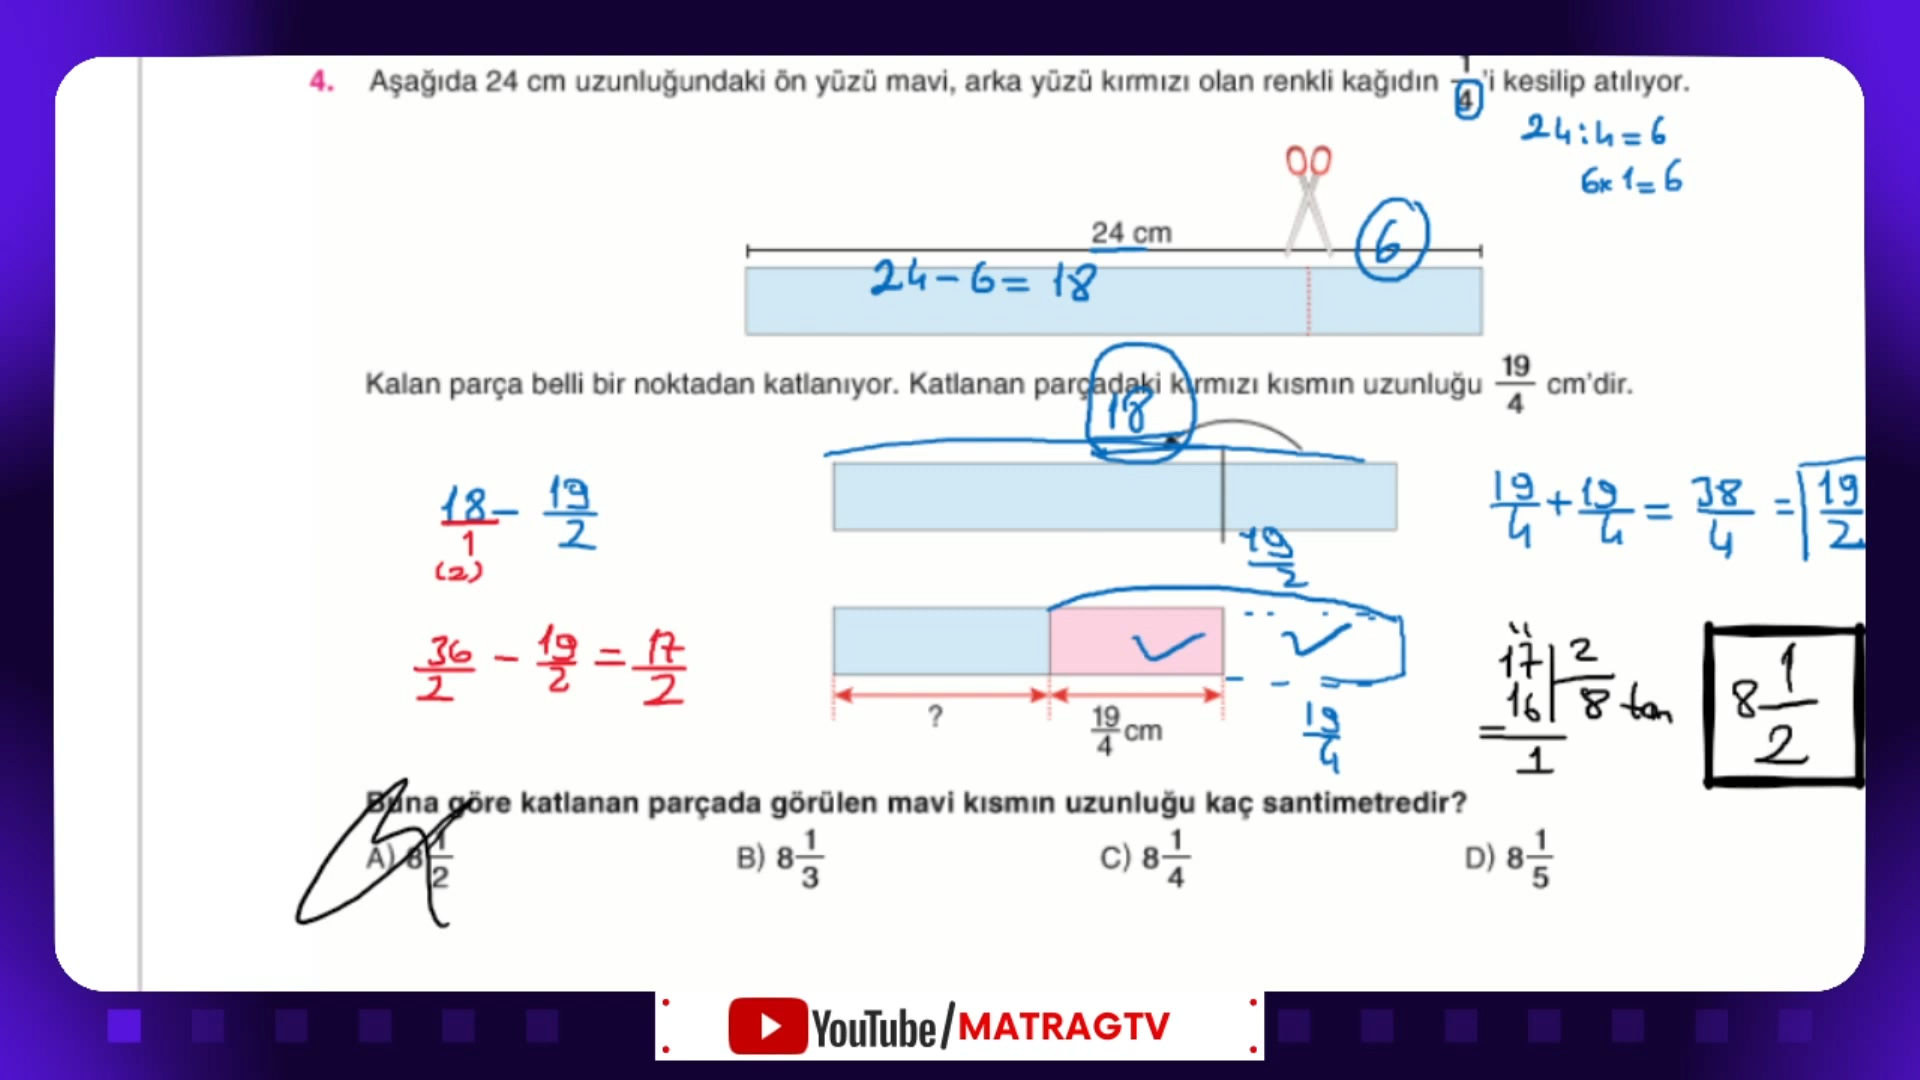 4. Aşağıda 24 cm uzunluğundaki ön yüzü mavi, arka yüzü kırmızı olan renkli kağıdın 1/4'i kesilip atılıyor.
24:4=6
6x1=6
24 cm
6
24-6= 18
Kalan parça belli bir noktadan katlanıyor. Katlanan parçadaki kırmızı kısmın uzunluğu 19/4 cm'dir.
18
18/1 - 19/2
(2)
19/4 + 19/4 = 38/4 = 19/2
19/2
36/2 - 19/2 = 17/2
17 | 2
16 | 8 tam
1
8 1/2
?
19/4 cm
19/4
Buna göre katlanan parçada görülen mavi kısmın uzunluğu kaç santimetredir?
A) 8 1/2 B) 8 1/3 C) 8 1/4 D) 8 1/5
YouTube/MATRAGTV